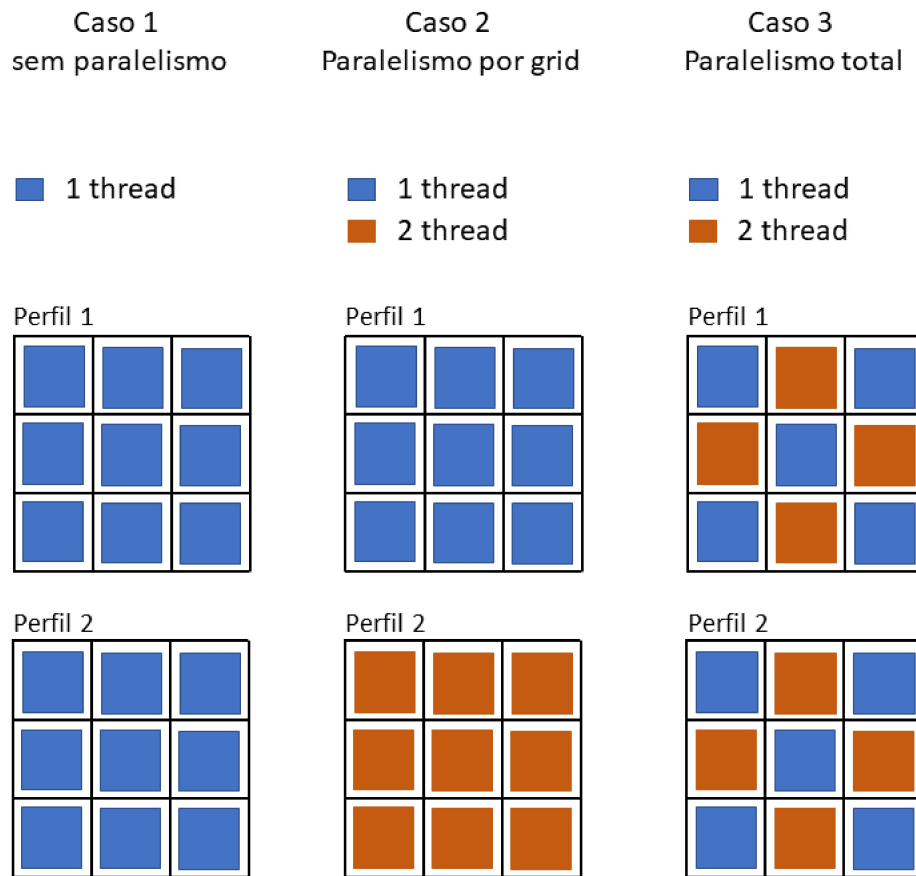 Caso 1
sem paralelismo
Caso 2
Paralelismo por grid
Caso 3
Paralelismo total
1 thread
1 thread
2 thread
1 thread
2 thread
Perfil 1
Perfil 1
Perfil 1
Perfil 2
Perfil 2
Perfil 2